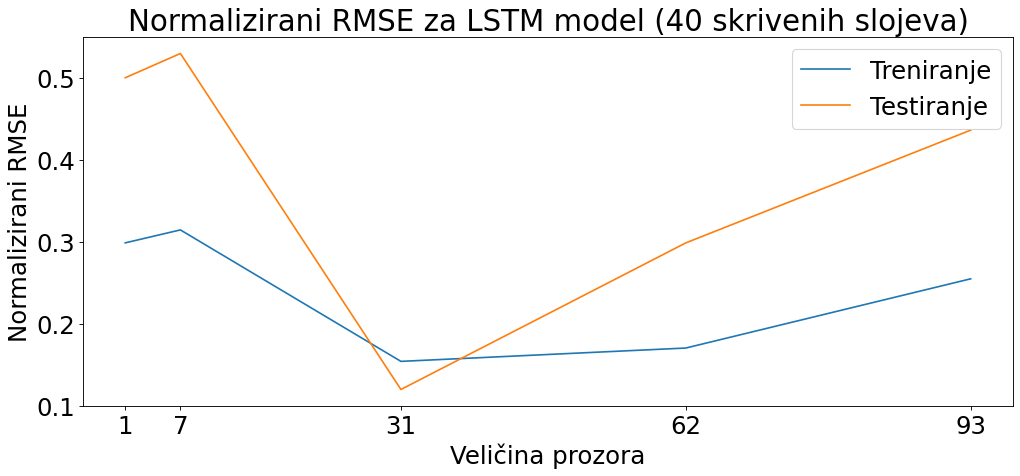 Normalizirani RMSE za LSTM model (40 skrivenih slojeva)
Treniranje
Testiranje
Normalizirani RMSE
0.5
0.4
0.3
0.2
0.1
1 7 31 62 93
Veličina prozora